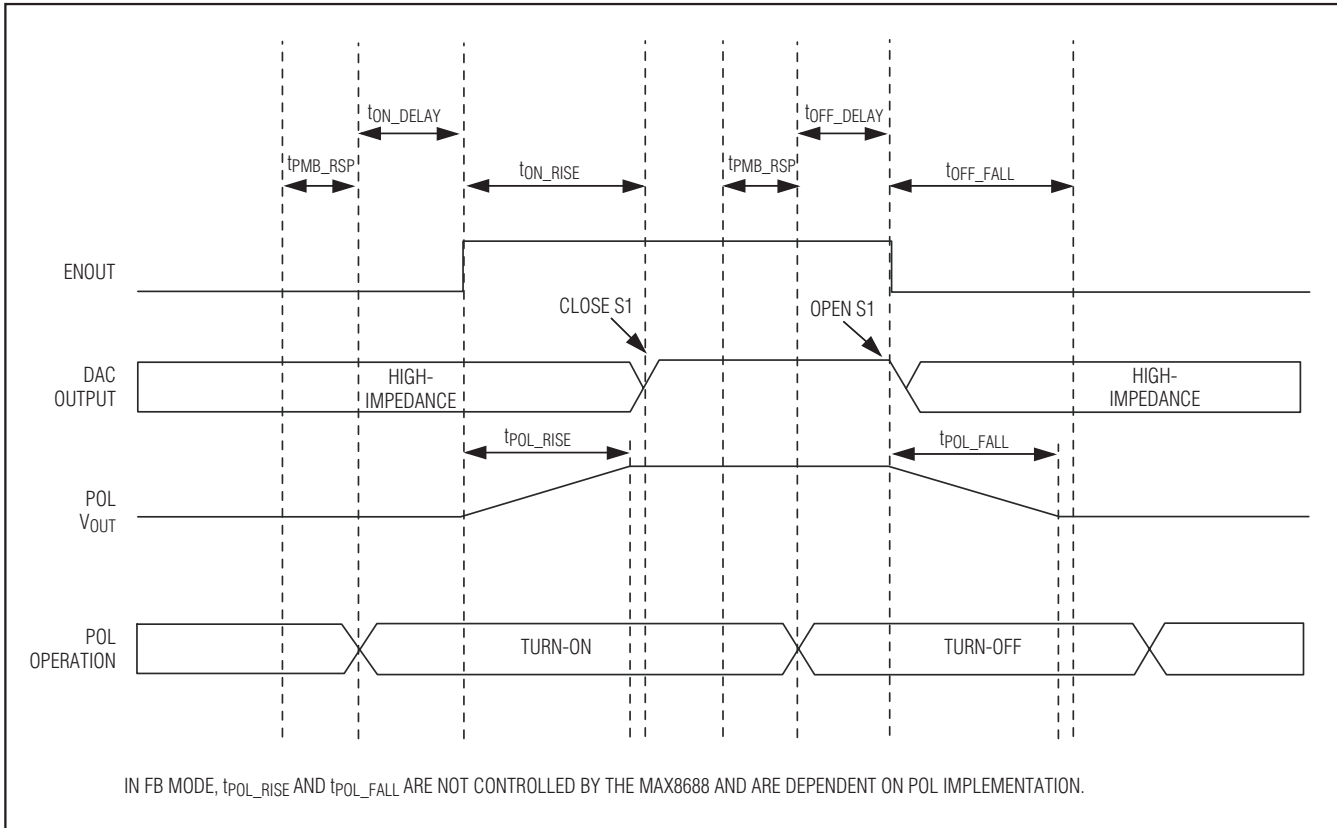 tON_DELAY
tOFF_DELAY
tPMB_RSP
tON_RISE
tPMB_RSP
tOFF_FALL
ENOUT
CLOSE S1
OPEN S1
DAC
OUTPUT
HIGH-
IMPEDANCE
HIGH-
IMPEDANCE
tPOL_RISE
tPOL_FALL
POL
VOUT
POL
OPERATION
TURN-ON
TURN-OFF
IN FB MODE, tPOL_RISE AND tPOL_FALL ARE NOT CONTROLLED BY THE MAX8688 AND ARE DEPENDENT ON POL IMPLEMENTATION.